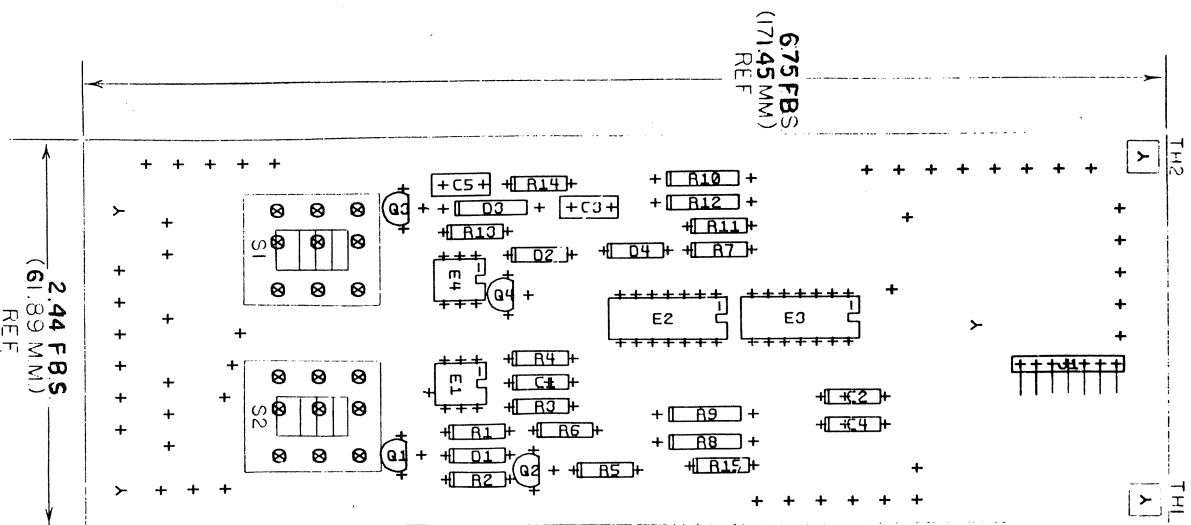 6.75 FBS
(171.45 MM)
REF
TH2
Y
C5
R14
R10
Q3
D3
C3
R12
Y
S1
R13
R11
D2
D4
R7
E4
Q4
2.44 FBS
(61.89 MM.)
REF
E2
E3
Y
R4
J1
E1
C1
S2
R3
C2
R1
R6
R9
C4
Q1
D1
Q2
R8
R2
R5
R15
Y
TH1
Y